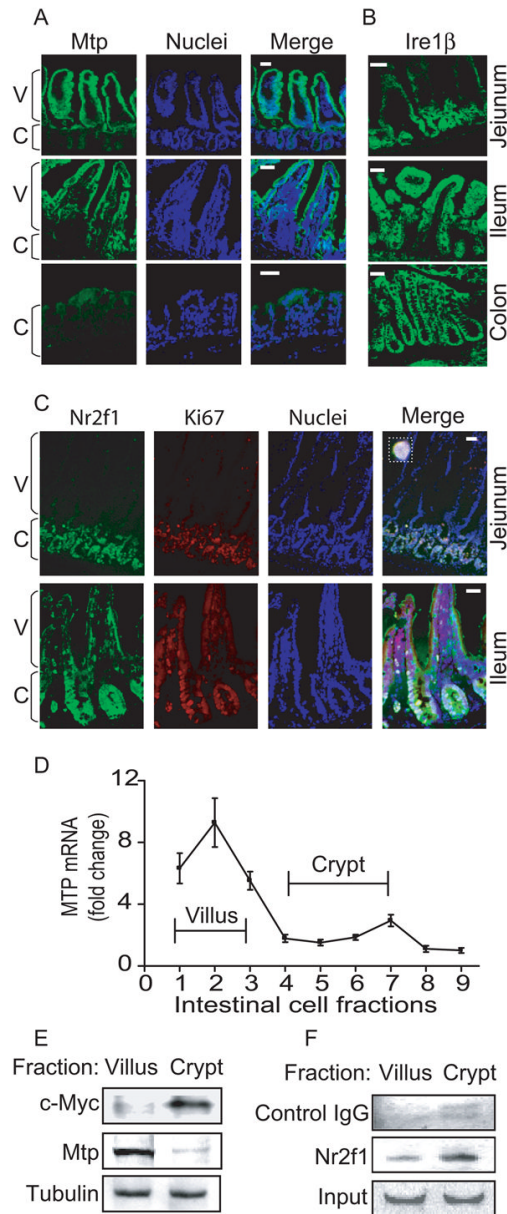 A
B
Mtp Nuclei Merge
Ire1β
V
C
Jejunum
V
C
Ileum
C
Colon
C
Nr2f1 Ki67 Nuclei Merge
V
C
Jejunum
V
C
Ileum
D
MTP mRNA
(fold change)
12
8
4
0
Villus
Crypt
0 1 2 3 4 5 6 7 8 9
Intestinal cell fractions
E
Fraction: Villus Crypt
c-Myc
Mtp
Tubulin
F
Fraction: Villus Crypt
Control IgG
Nr2f1
Input